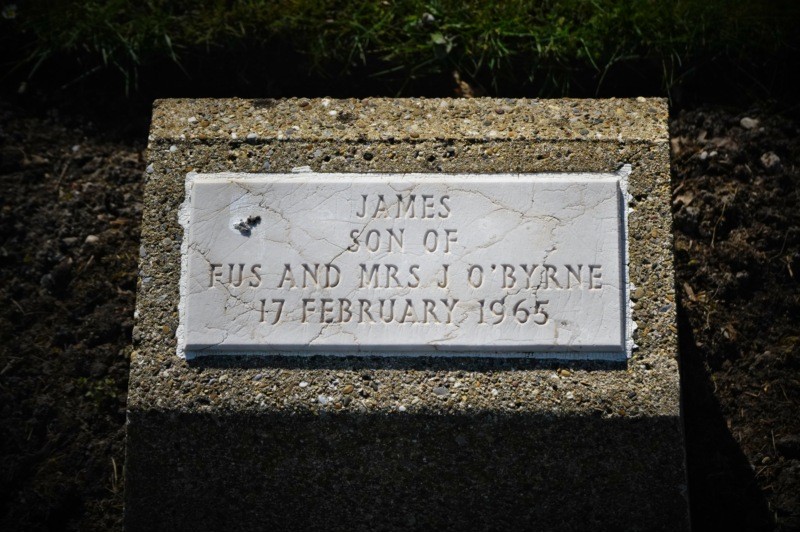 JAMES
SON OF
FUS AND MRS J O'BYRNE
17 FEBRUARY 1965